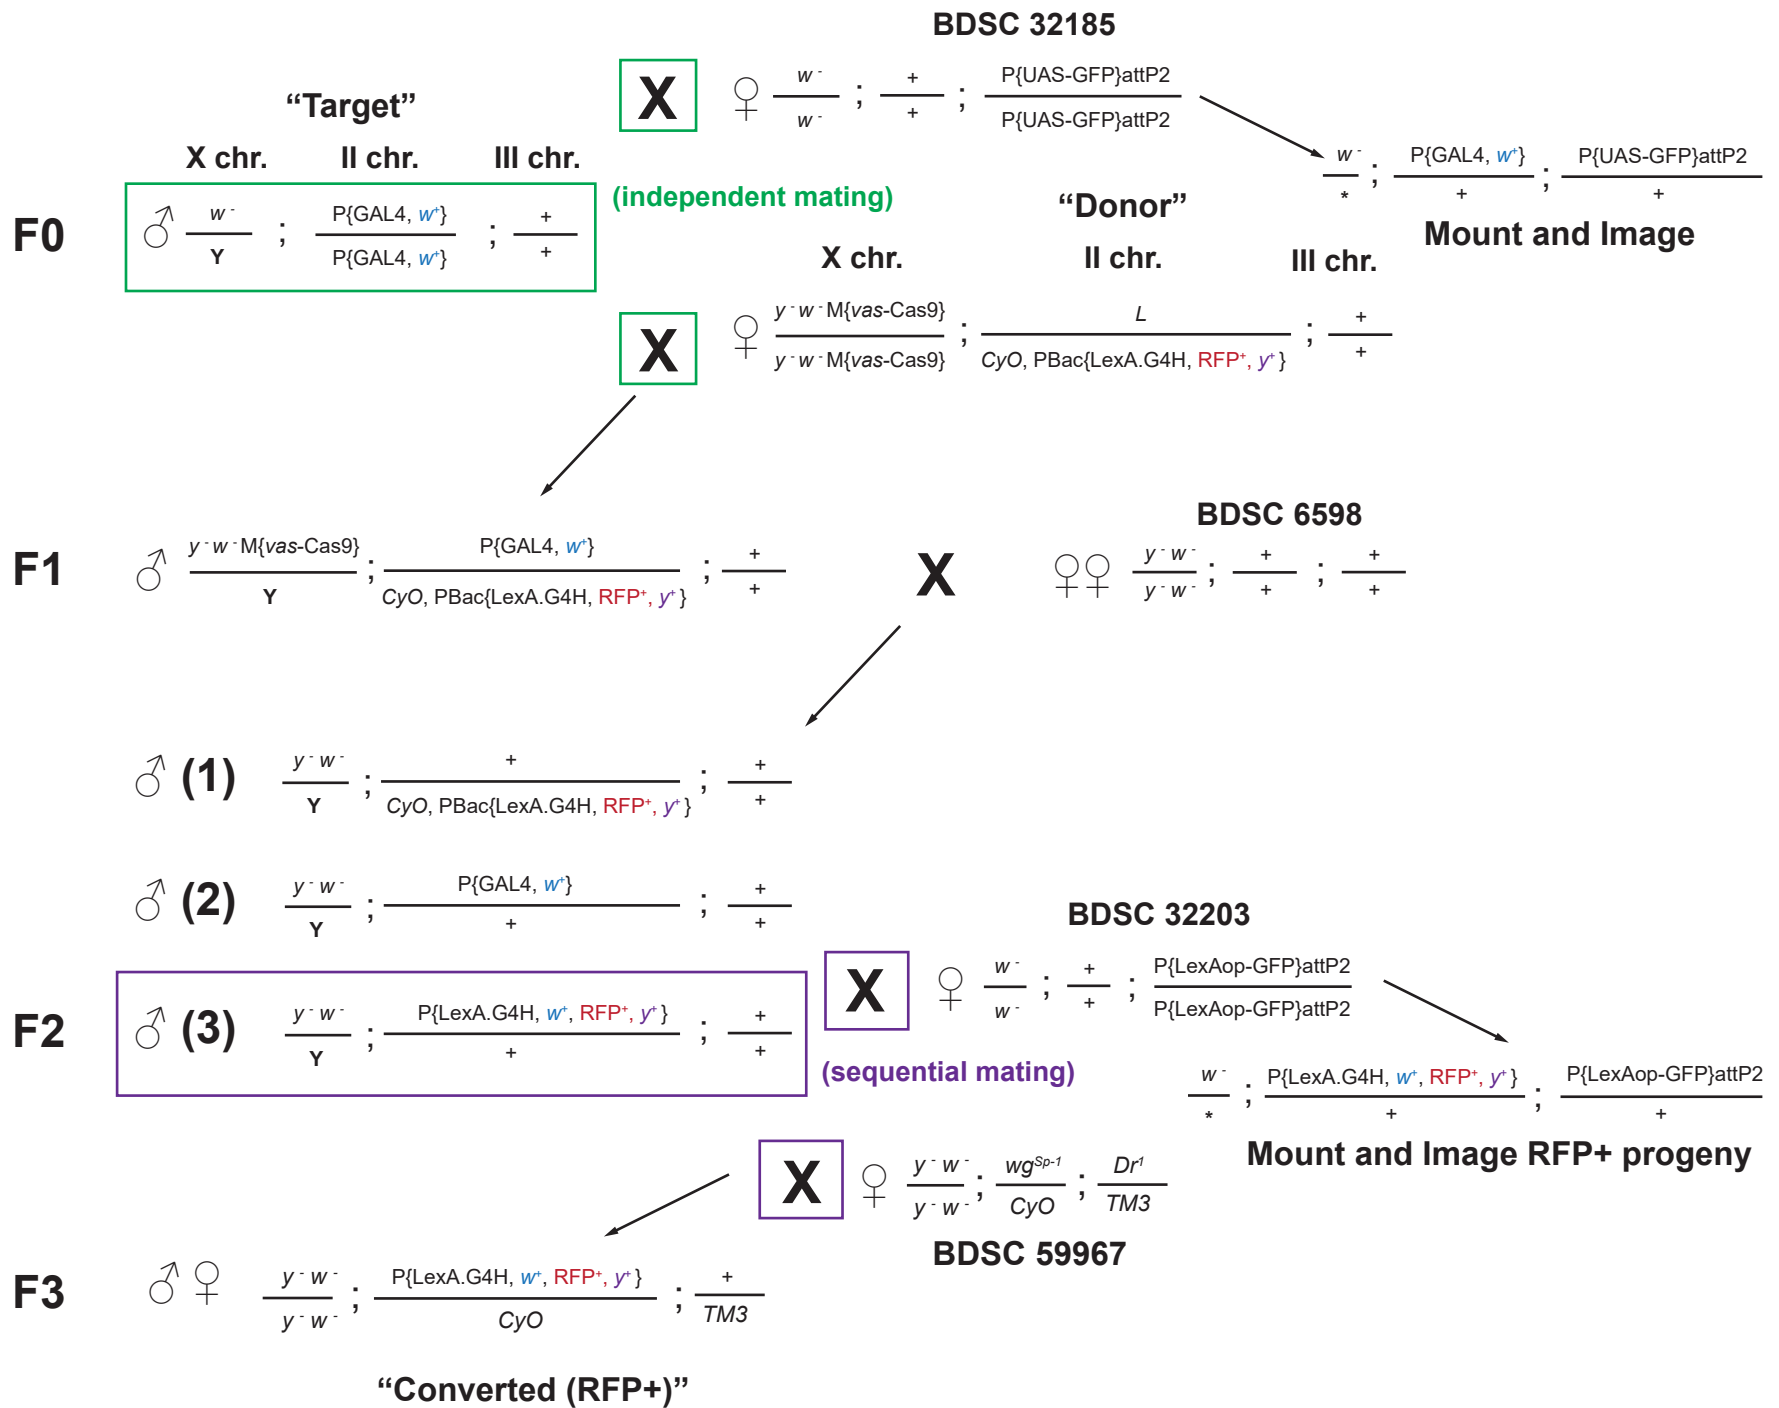 BDSC 32185
X ♀ w - ; + ; P{UAS-GFP}attP2
w - + P{UAS-GFP}attP2
“Target”
X chr. II chr. III chr.
(independent mating)
w - ; P{GAL4, w+} ; P{UAS-GFP}attP2
* + +
Mount and Image
F0 ♂ w - ; P{GAL4, w+} ; +
Y P{GAL4, w+} +
“Donor”
X chr. II chr. III chr.
X ♀ y - w - M{vas-Cas9} ; L ; +
y - w - M{vas-Cas9} CyO, PBac{LexA.G4H, RFP+, y+ } +
BDSC 6598
F1 ♂ y - w - M{vas-Cas9} ; P{GAL4, w+} ; + X ♀♀ y - w - ; + ; +
Y CyO, PBac{LexA.G4H, RFP+, y+ } + y - w - + +
♂ (1) y - w - ; + ; +
Y CyO, PBac{LexA.G4H, RFP+, y+ } +
♂ (2) y - w - ; P{GAL4, w+} ; +
Y + +
BDSC 32203
F2 ♂ (3) y - w - ; P{LexA.G4H, w+, RFP+, y+ } ; + X ♀ w - ; + ; P{LexAop-GFP}attP2
Y + + w - + P{LexAop-GFP}attP2
(sequential mating)
w - ; P{LexA.G4H, w+, RFP+, y+ } ; P{LexAop-GFP}attP2
* + +
Mount and Image RFP+ progeny
X ♀ y - w - ; wgSp-1 ; Dr1
y - w - CyO TM3
BDSC 59967
F3 ♂♀ y - w - ; P{LexA.G4H, w+, RFP+, y+ } ; +
y - w - CyO TM3
“Converted (RFP+)”